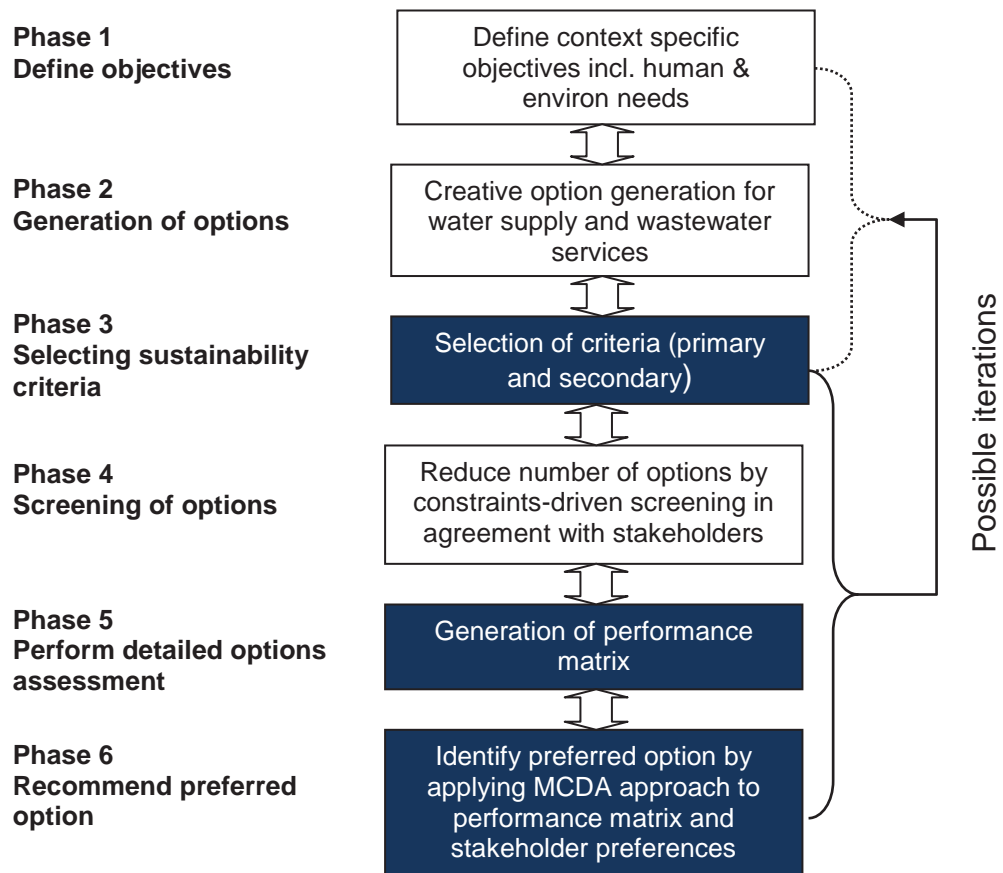 Phase 1
Define objectives
Define context specific
objectives incl. human &
environ needs
Phase 2
Generation of options
Creative option generation for
water supply and wastewater
services
Phase 3
Selecting sustainability
criteria
Selection of criteria (primary
and secondary)
Phase 4
Screening of options
Reduce number of options by
constraints-driven screening in
agreement with stakeholders
Phase 5
Perform detailed options
assessment
Generation of performance
matrix
Phase 6
Recommend preferred
option
Identify preferred option by
applying MCDA approach to
performance matrix and
stakeholder preferences
Possible iterations